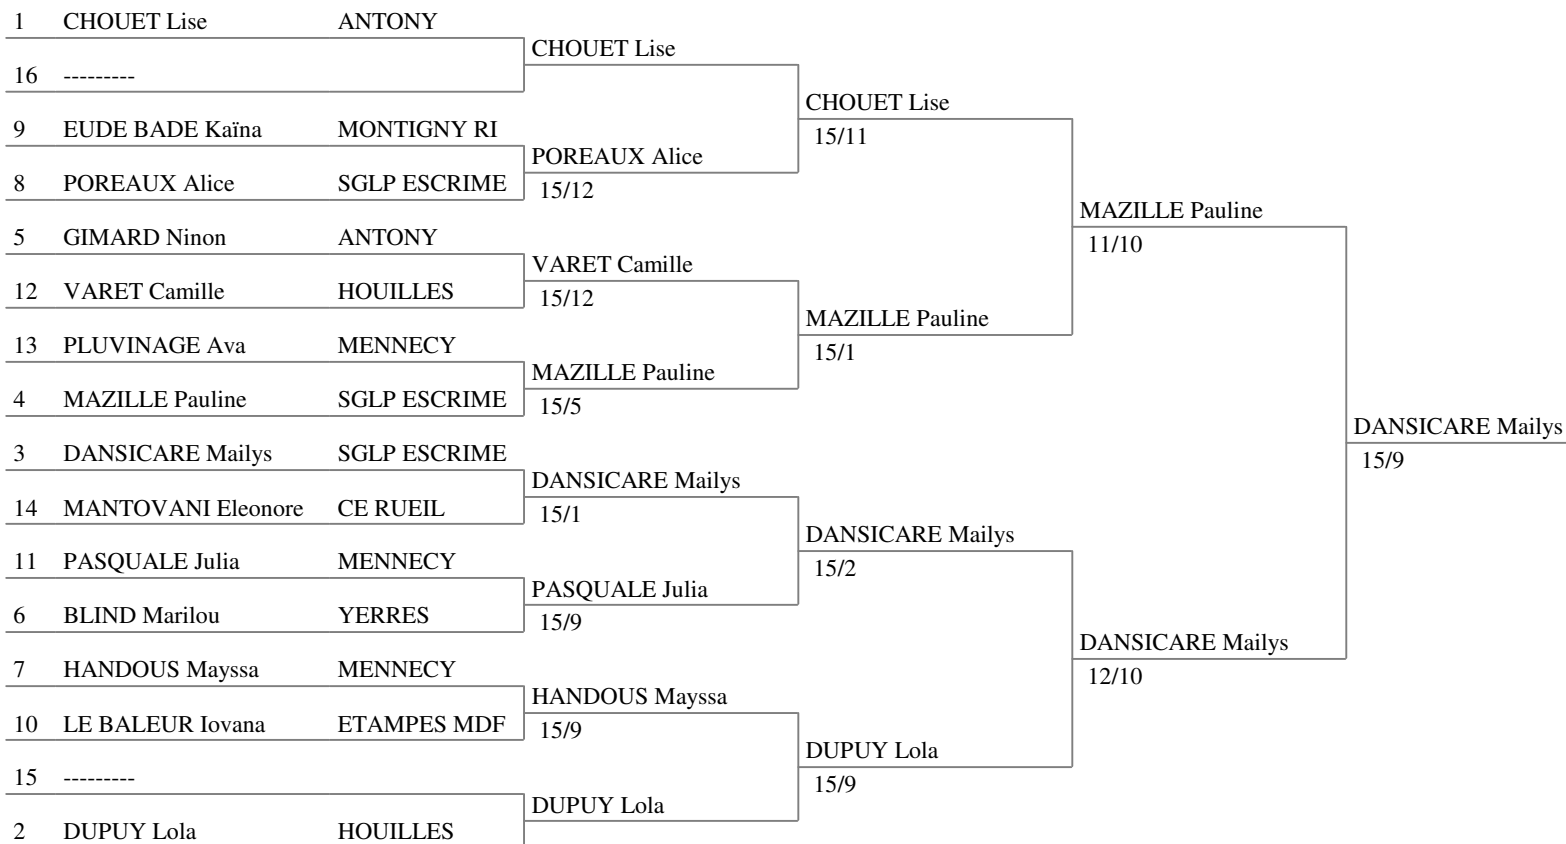 1 CHOUET Lise ANTONY
CHOUET Lise
16 ---------
CHOUET Lise
15/11
9 EUDE BADE Kaïna MONTIGNY RI
POREAUX Alice
15/12
8 POREAUX Alice SGLP ESCRIME
MAZILLE Pauline
11/10
5 GIMARD Ninon ANTONY
VARET Camille
15/12
12 VARET Camille HOUILLES
MAZILLE Pauline
15/1
13 PLUVINAGE Ava MENNECY
MAZILLE Pauline
15/5
4 MAZILLE Pauline SGLP ESCRIME
DANSICARE Mailys
15/9
3 DANSICARE Mailys SGLP ESCRIME
DANSICARE Mailys
15/1
14 MANTOVANI Eleonore CE RUEIL
DANSICARE Mailys
15/2
11 PASQUALE Julia MENNECY
PASQUALE Julia
15/9
6 BLIND Marilou YERRES
DANSICARE Mailys
12/10
7 HANDOUS Mayssa MENNECY
HANDOUS Mayssa
15/9
10 LE BALEUR Iovana ETAMPES MDF
DUPUY Lola
15/9
15 ---------
DUPUY Lola
2 DUPUY Lola HOUILLES